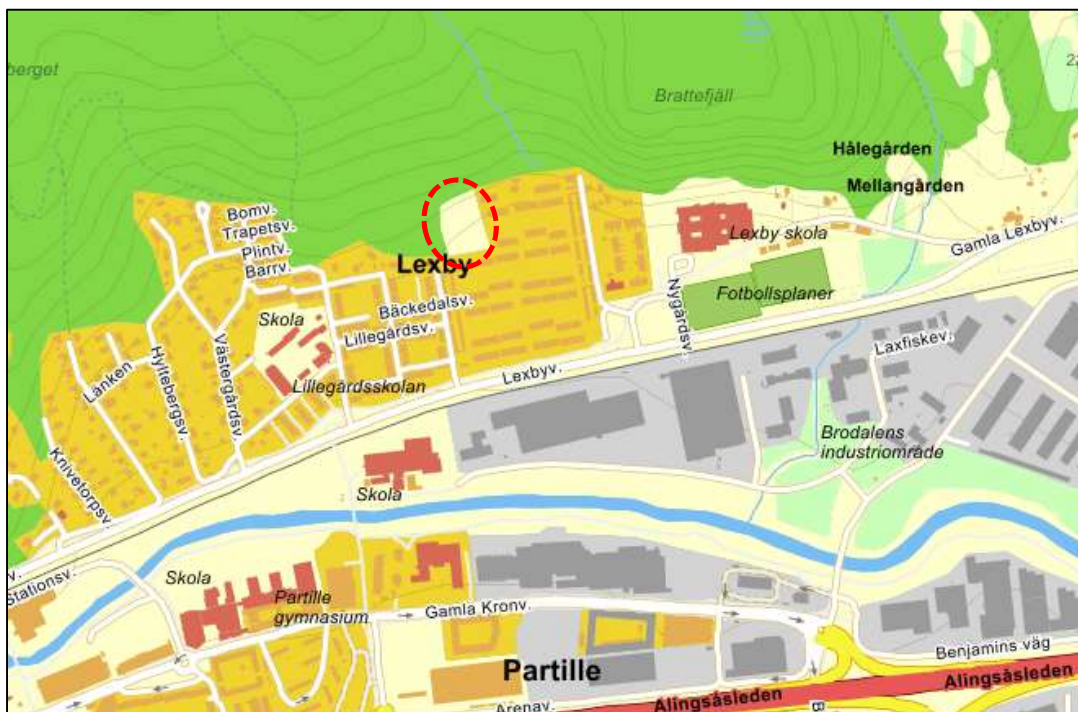 berget
Brattefjäll
22
Hålegården
Mellangården
Bomv.
Trapetsv.
Plintv.
Barrv.
Lexby
Lexby skola
Gamla Lexbyv.
Fotbollsplaner
Nygårdsv.
Bäckedalsv.
Lillegårdsv.
Skola
Lillegårdsskolan
Länken
Hyltebergsv.
Västergårdsv.
Lexbyv.
Laxfiskev.
Brodalens
industriområde
Knivetorpsv
Skola
v.
Stationsv.
Skola
Partille
gymnasium
Gamla Kronv.
Partille
Benjamins väg
Alingsåsleden
Alingsåsleden
Arenav.
B